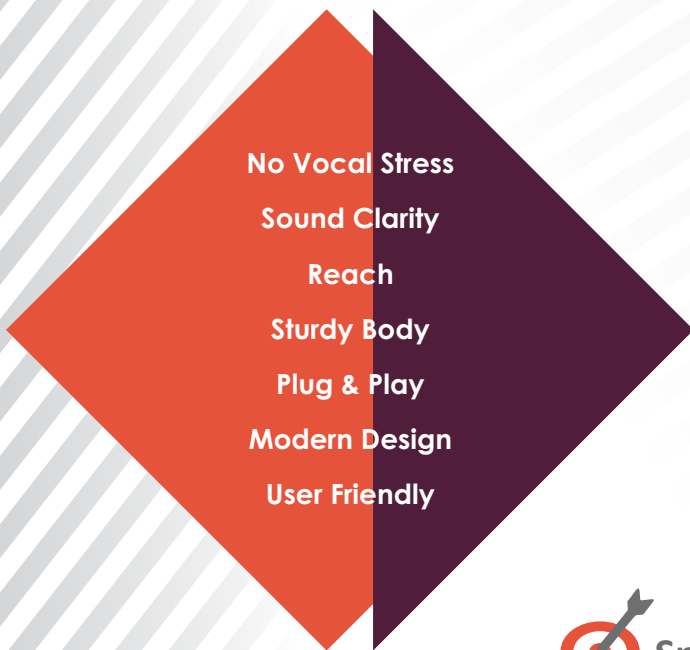 No Vocal Stress
Sound Clarity
Reach
Sturdy Body
Plug & Play
Modern Design
User Friendly